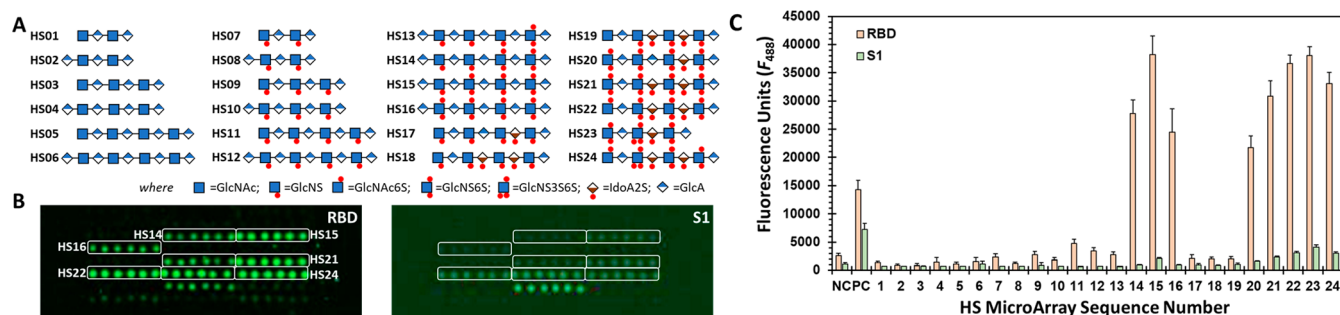 A
HS01
HS02
HS03
HS04
HS05
HS06
HS07
HS08
HS09
HS10
HS11
HS12
HS13
HS14
HS15
HS16
HS17
HS18
HS19
HS20
HS21
HS22
HS23
HS24
where =GlcNAc; =GlcNS; =GlcNAc6S; =GlcNS6S; =GlcNS3S6S; =IdoA2S; =GlcA
B
RBD
HS14
HS15
HS16
HS21
HS22
HS24
S1
C
Fluorescence Units (F488)
45000
40000
35000
30000
25000
20000
15000
10000
5000
0
RBD
S1
NC PC 1 2 3 4 5 6 7 8 9 10 11 12 13 14 15 16 17 18 19 20 21 22 23 24
HS MicroArray Sequence Number